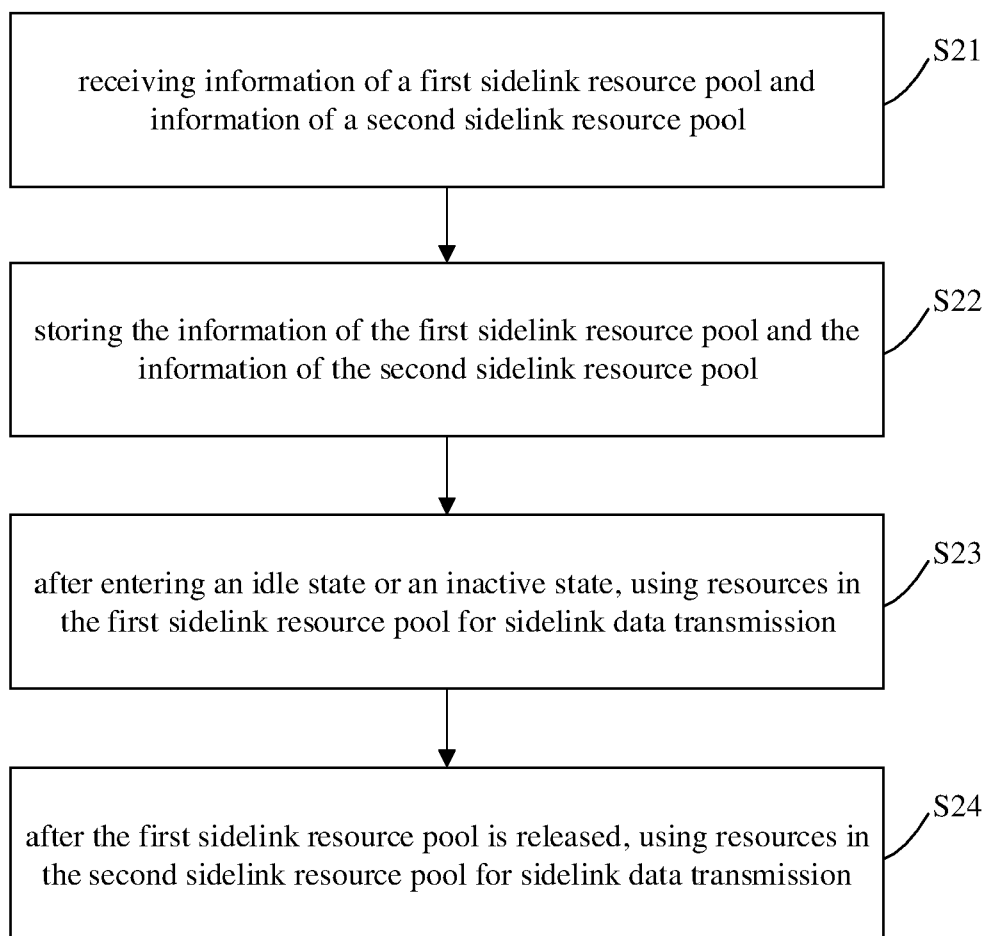 receiving information of a first sidelink resource pool and
information of a second sidelink resource pool
S21
storing the information of the first sidelink resource pool and the
information of the second sidelink resource pool
S22
after entering an idle state or an inactive state, using resources in
the first sidelink resource pool for sidelink data transmission
S23
after the first sidelink resource pool is released, using resources in
the second sidelink resource pool for sidelink data transmission
S24